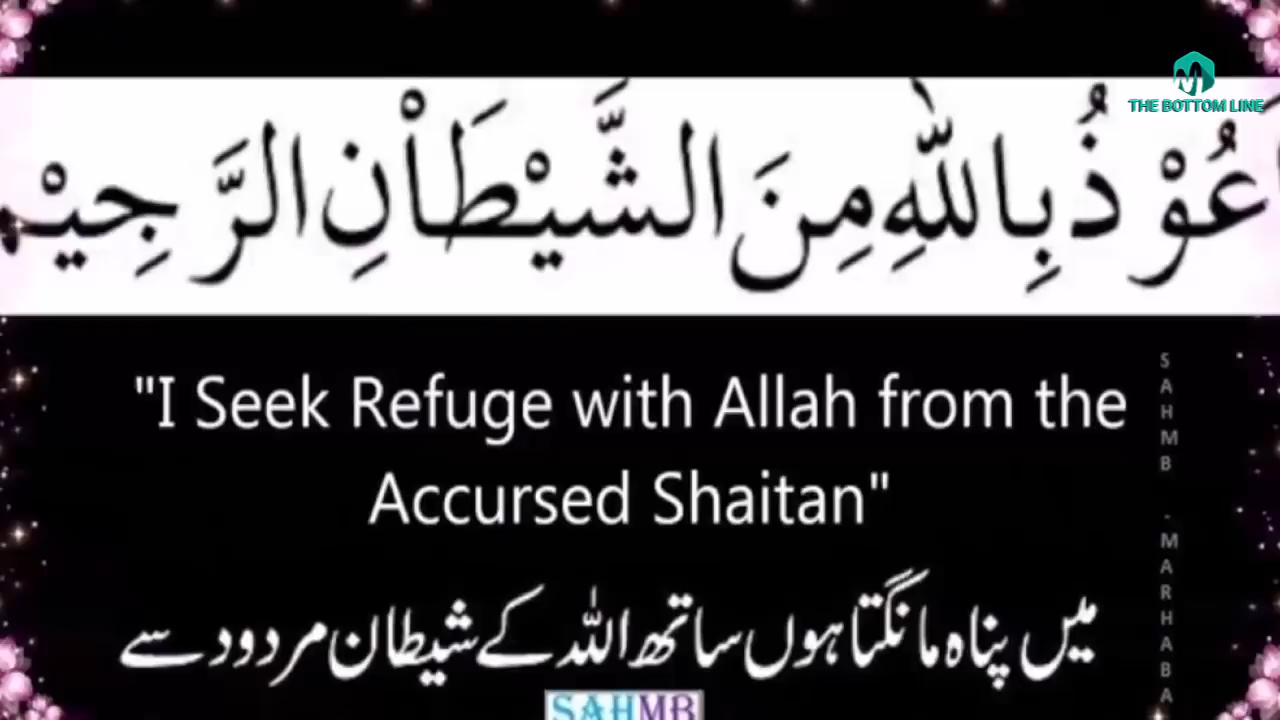 THE BOTTOM LINE
عُوْذُ بِاللّٰهِ مِنَ الشَّيْطَاْنِ الرَّجِيْم
"I Seek Refuge with Allah from the
Accursed Shaitan"
میں پناہ مانگتا ہوں ساتھ اللہ کے شیطان مردود سے
SAHMB
SAHMB - MARHABA